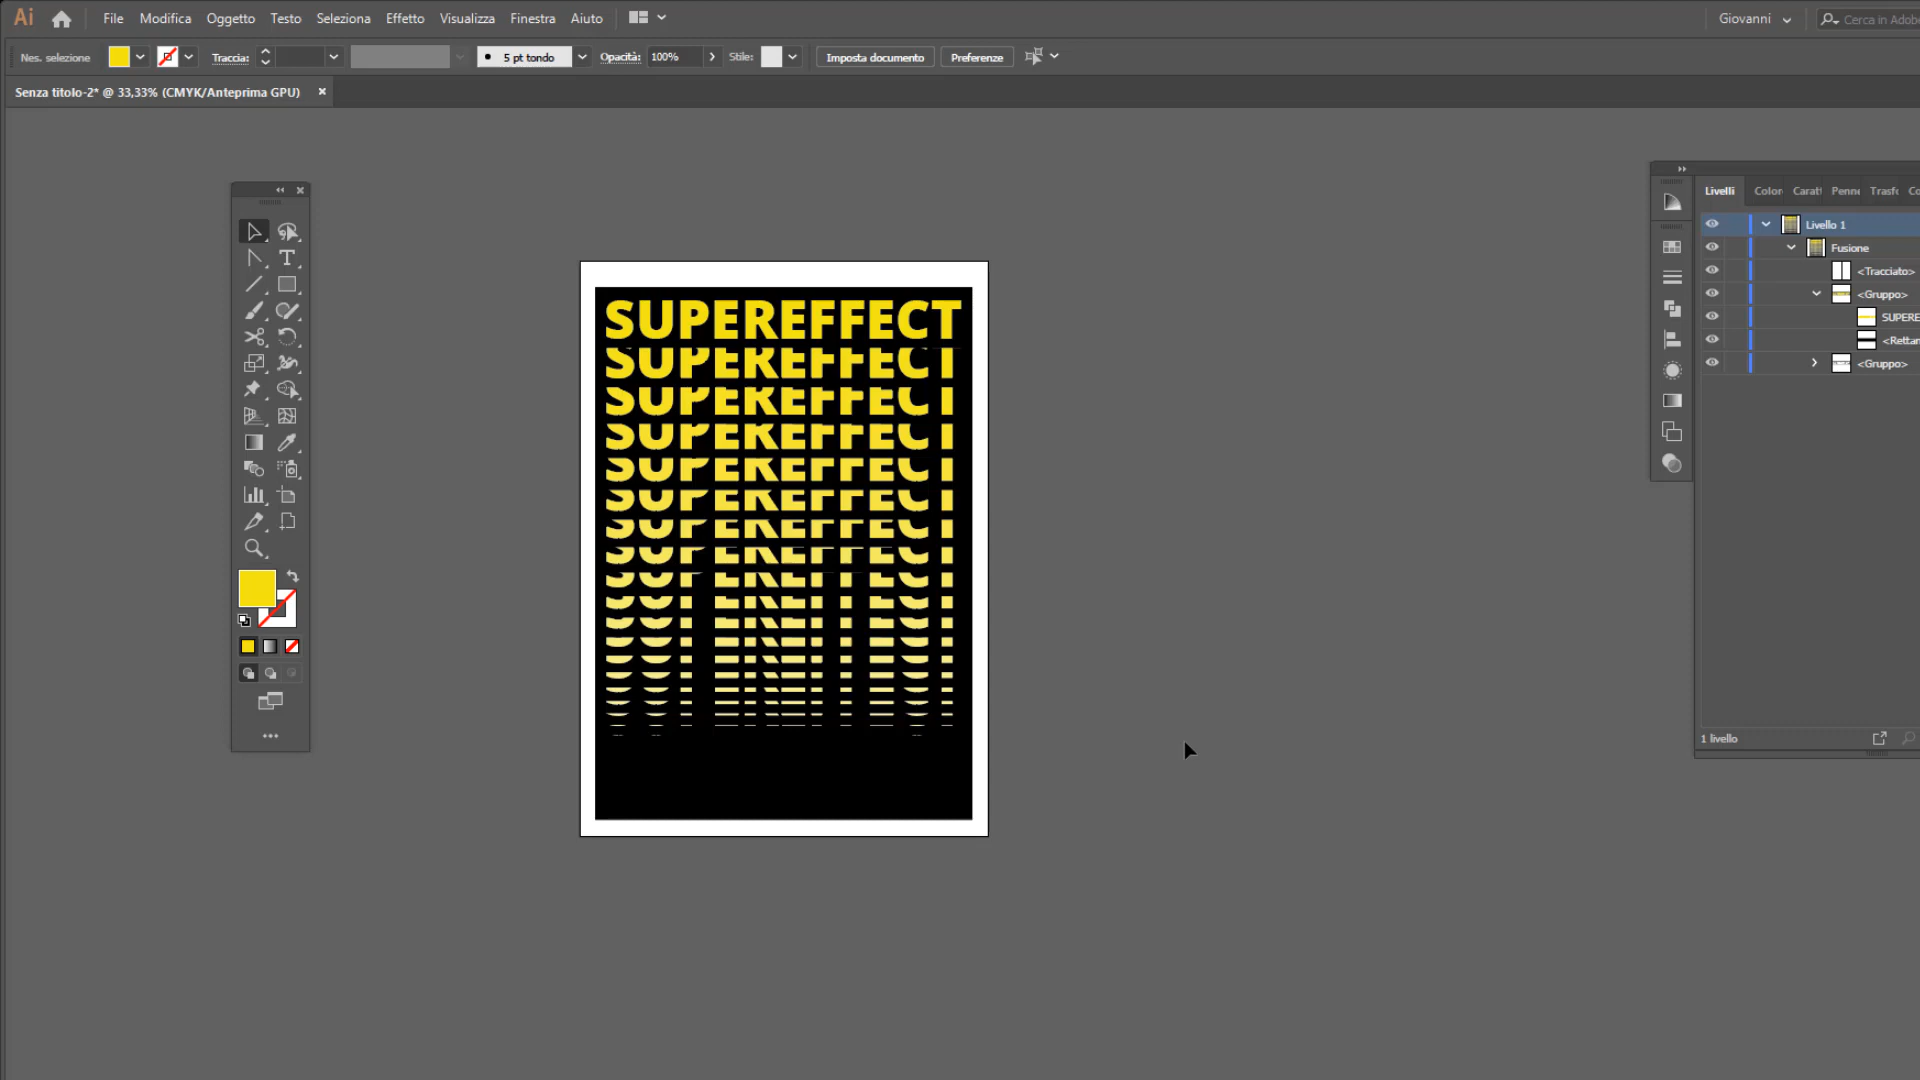 Ai File Modifica Oggetto Testo Seleziona Effetto Visualizza Finestra Aiuto Giovanni Cerca in Adobe
Nes. selezione Traccia: 5 pt tondo Opacità: 100% Stile: Imposta documento Preferenze
Senza titolo-2* @ 33,33% (CMYK/Anteprima GPU)
Livelli Color Caratt Penne Trasfo Co
Livello 1
Fusione
<Tracciato>
<Gruppo>
SUPERE
<Rettan
<Gruppo>
SUPEREFFECT
SUPEREFFECT
SUPEREFFECT
SUPEREFFECT
SUPEREFFECT
SUPEREFFECT
SUPEREFFECT
SUPEREFFECT
1 livello